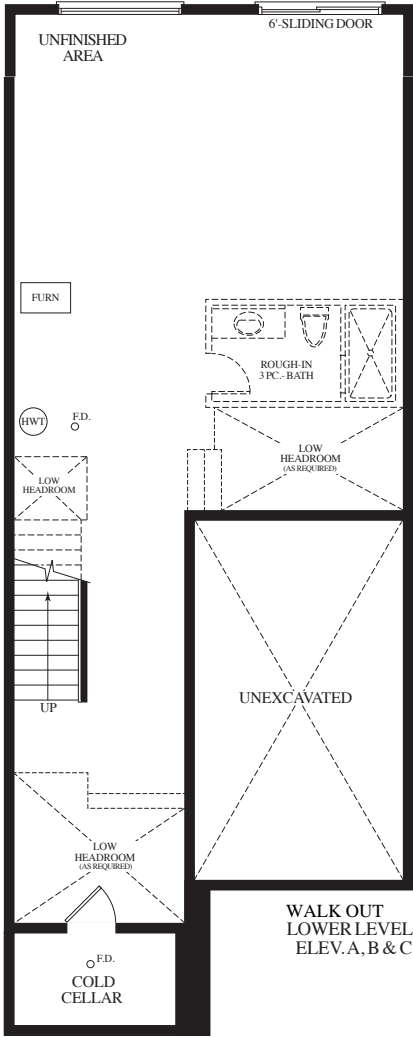 UNFINISHED
AREA
6'-SLIDING DOOR
FURN
ROUGH-IN
3 PC.- BATH
HWT
F.D.
LOW
HEADROOM
(AS REQUIRED)
LOW
HEADROOM
UNEXCAVATED
UP
LOW
HEADROOM
(AS REQUIRED)
WALK OUT
LOWER LEVEL
ELEV. A, B & C
F.D.
COLD
CELLAR